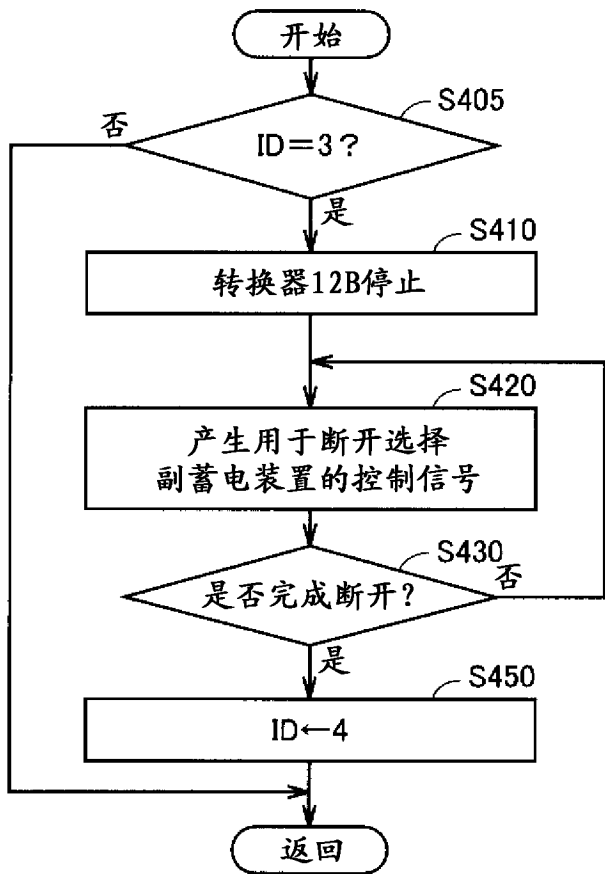 开始
S405
否
ID=3?
是
S410
转换器12B停止
S420
产生用于断开选择
副蓄电装置的控制信号
S430
是否完成断开?
否
是
S450
ID←4
返回